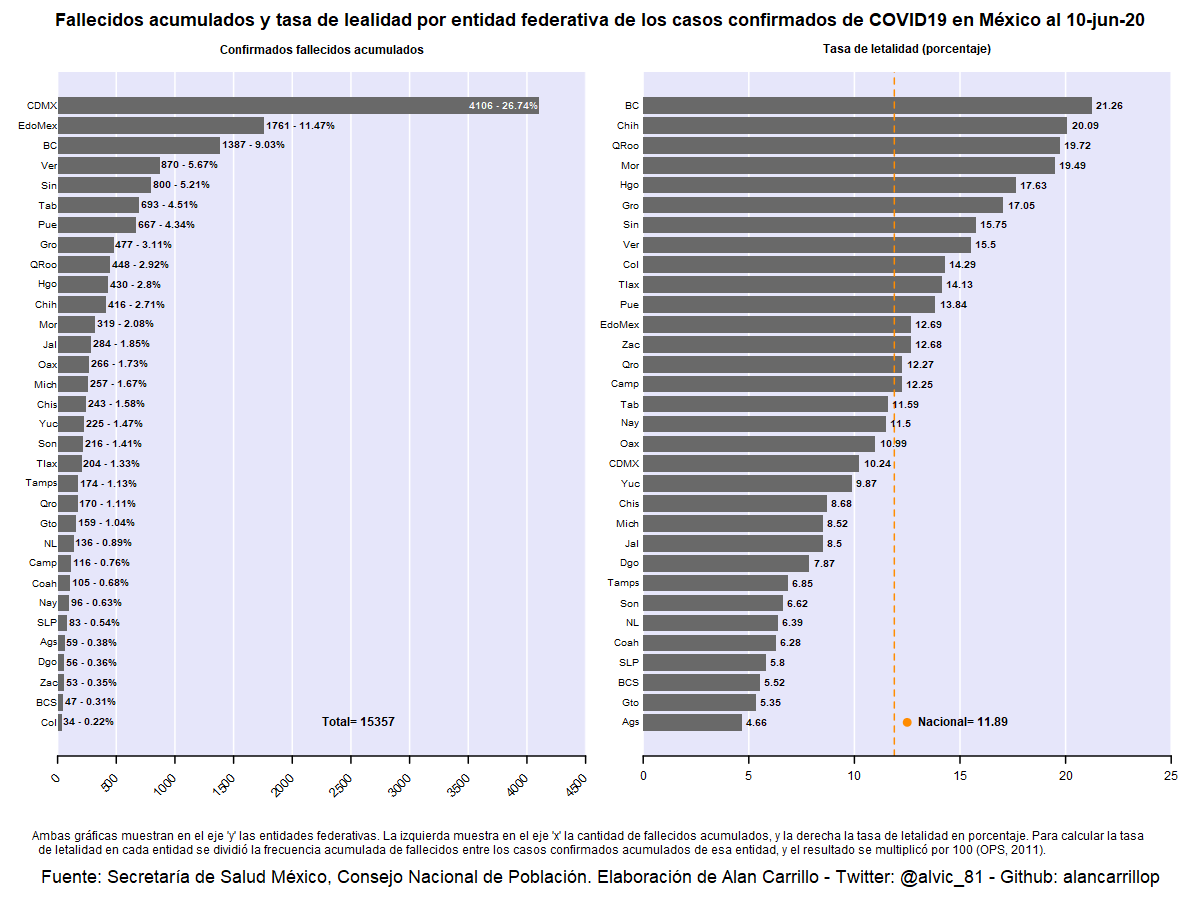 Fallecidos acumulados y tasa de lealidad por entidad federativa de los casos confirmados de COVID19 en México al 10-jun-20
Confirmados fallecidos acumulados
CDMX 4106 - 26.74%
EdoMex 1761 - 11.47%
BC 1387 - 9.03%
Ver 870 - 5.67%
Sin 800 - 5.21%
Tab 693 - 4.51%
Pue 667 - 4.34%
Gro 477 - 3.11%
QRoo 448 - 2.92%
Hgo 430 - 2.8%
Chih 416 - 2.71%
Mor 319 - 2.08%
Jal 284 - 1.85%
Oax 266 - 1.73%
Mich 257 - 1.67%
Chis 243 - 1.58%
Yuc 225 - 1.47%
Son 216 - 1.41%
Tlax 204 - 1.33%
Tamps 174 - 1.13%
Qro 170 - 1.11%
Gto 159 - 1.04%
NL 136 - 0.89%
Camp 116 - 0.76%
Coah 105 - 0.68%
Nay 96 - 0.63%
SLP 83 - 0.54%
Ags 59 - 0.38%
Dgo 56 - 0.36%
Zac 53 - 0.35%
BCS 47 - 0.31%
Col 34 - 0.22%
Total= 15357
0 500 1000 1500 2000 2500 3000 3500 4000 4500
Tasa de letalidad (porcentaje)
BC 21.26
Chih 20.09
QRoo 19.72
Mor 19.49
Hgo 17.63
Gro 17.05
Sin 15.75
Ver 15.5
Col 14.29
Tlax 14.13
Pue 13.84
EdoMex 12.69
Zac 12.68
Qro 12.27
Camp 12.25
Tab 11.59
Nay 11.5
Oax 10.99
CDMX 10.24
Yuc 9.87
Chis 8.68
Mich 8.52
Jal 8.5
Dgo 7.87
Tamps 6.85
Son 6.62
NL 6.39
Coah 6.28
SLP 5.8
BCS 5.52
Gto 5.35
Ags 4.66
Nacional= 11.89
0 5 10 15 20 25
Ambas gráficas muestran en el eje 'y' las entidades federativas. La izquierda muestra en el eje 'x' la cantidad de fallecidos acumulados, y la derecha la tasa de letalidad en porcentaje. Para calcular la tasa
de letalidad en cada entidad se dividió la frecuencia acumulada de fallecidos entre los casos confirmados acumulados de esa entidad, y el resultado se multiplicó por 100 (OPS, 2011).
Fuente: Secretaría de Salud México, Consejo Nacional de Población. Elaboración de Alan Carrillo - Twitter: @alvic_81 - Github: alancarrillop